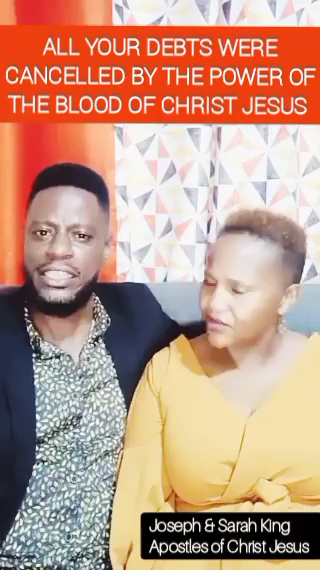 ALL YOUR DEBTS WERE
CANCELLED BY THE POWER OF
THE BLOOD OF CHRIST JESUS
Joseph & Sarah King
Apostles of Christ Jesus